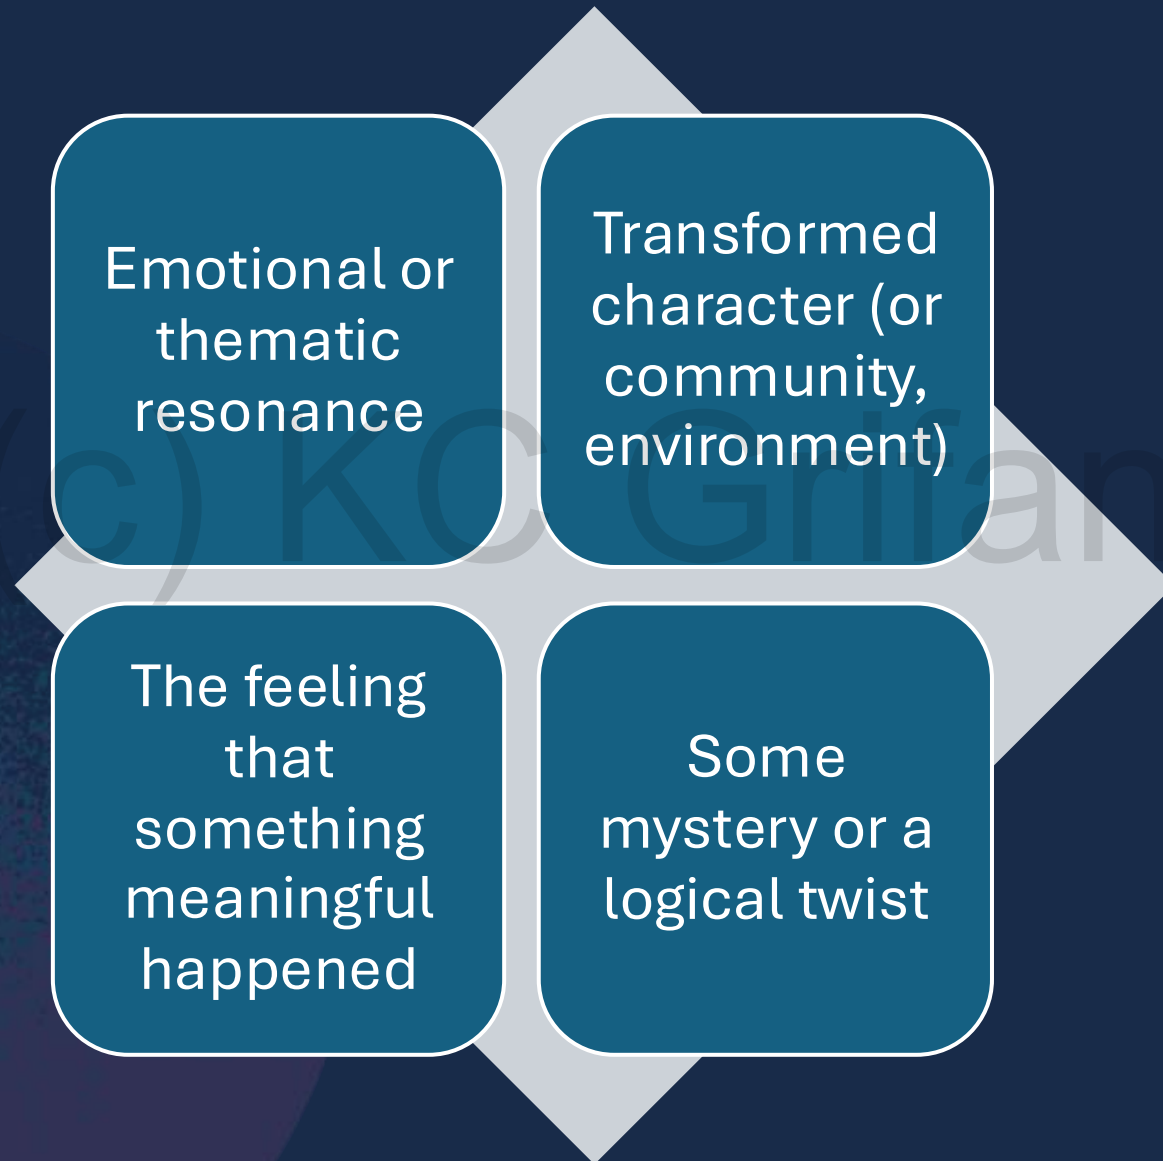 Emotional or
thematic
resonance
Transformed
character (or
community,
environment)
The feeling
that
something
meaningful
happened
Some
mystery or a
logical twist
(c) KC Grifan